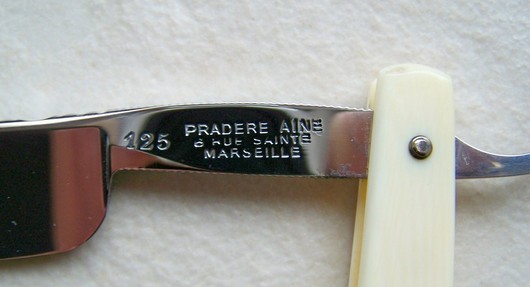 125
PRADERE AINE
8 RUE SAINTE
MARSEILLE